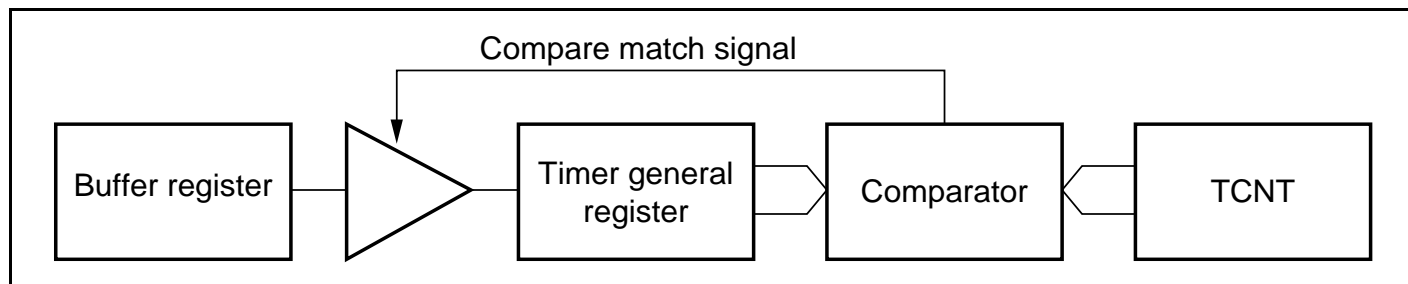 Compare match signal
Buffer register
Timer general
register
Comparator
TCNT